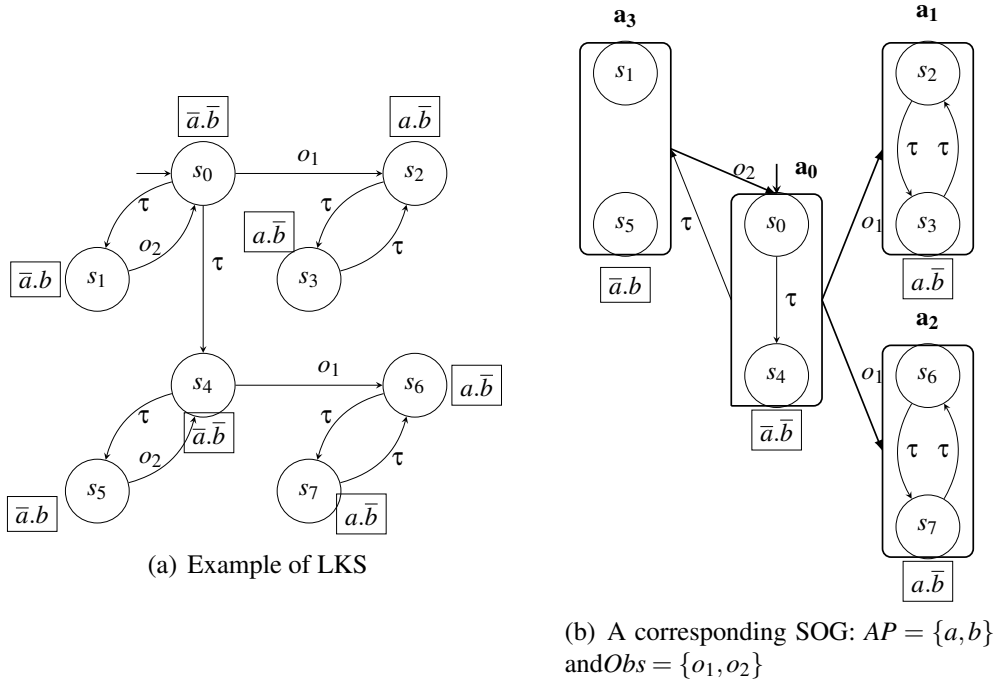 a̅.b̅
a.b̅
s₀
o₁
s₂
τ
o₂
τ
τ
a.b̅
a̅.b
s₁
τ
s₃
s₄
o₁
s₆
a.b̅
a̅.b̅
τ
o₂
τ
τ
a̅.b
s₅
s₇
a.b̅
(a) Example of LKS
a₃
a₁
s₁
s₂
τ
τ
o₂
a₀
s₅
τ
s₀
o₁
s₃
a̅.b
a.b̅
τ
a₂
s₄
o₁
s₆
a̅.b̅
τ
τ
s₇
a.b̅
(b) A corresponding SOG: AP = {a,b}
andObs = {o₁,o₂}